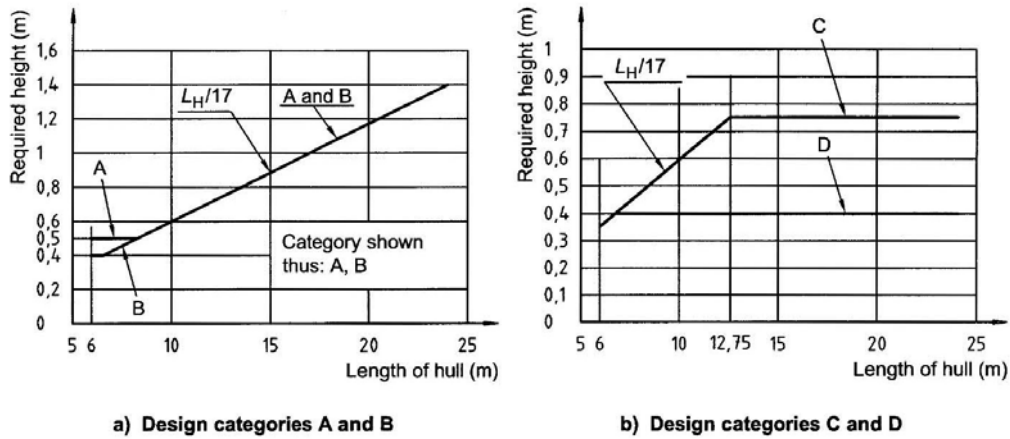 Required height (m)
1,6
1,4
1,2
1
0,8
0,6
0,5
0,4
0,2
0
L_H/17
A and B
A
B
Category shown
thus: A, B
5 6 10 15 20 25
Length of hull (m)
a) Design categories A and B
Required height (m)
1
0,9
0,8
0,7
0,6
0,5
0,4
0,3
0,2
0,1
0
C
L_H/17
D
5 6 10 12,75 15 20 25
Length of hull (m)
b) Design categories C and D